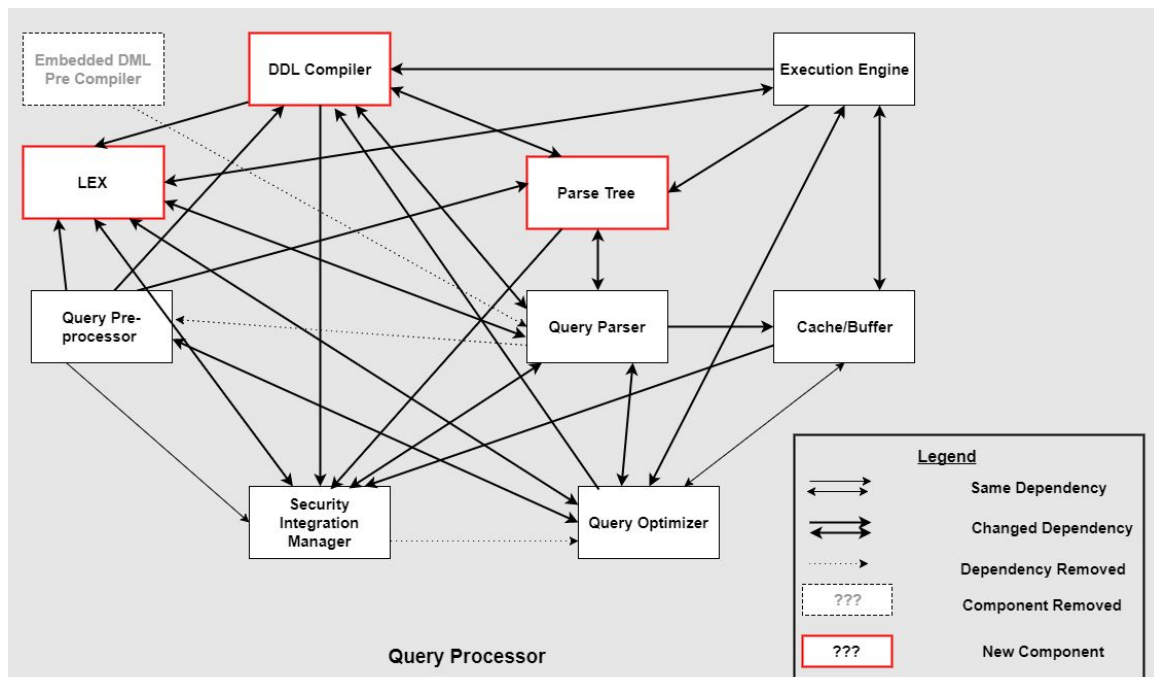 Embedded DML
Pre Compiler
DDL Compiler
Execution Engine
LEX
Parse Tree
Query Pre-
processor
Query Parser
Cache/Buffer
Security
Integration
Manager
Query Optimizer
Query Processor
Legend
Same Dependency
Changed Dependency
Dependency Removed
???
Component Removed
???
New Component